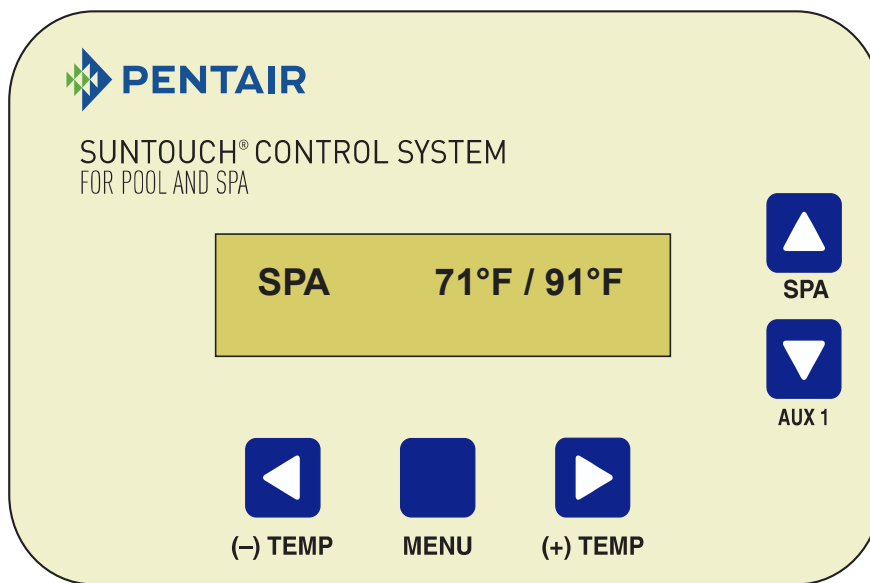 PENTAIR
SUNTOUCH® CONTROL SYSTEM
FOR POOL AND SPA
SPA 71°F / 91°F
SPA
AUX 1
(–) TEMP MENU (+) TEMP